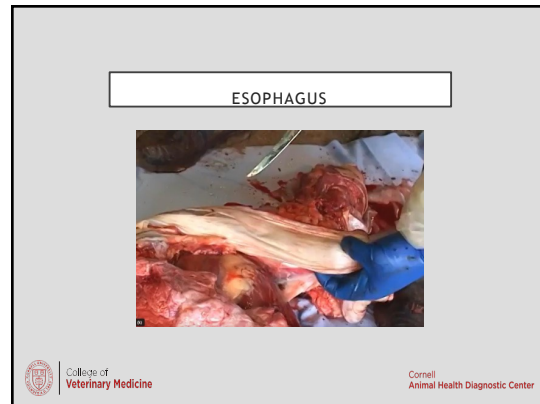 ESOPHAGUS
College of
Veterinary Medicine
Cornell
Animal Health Diagnostic Center